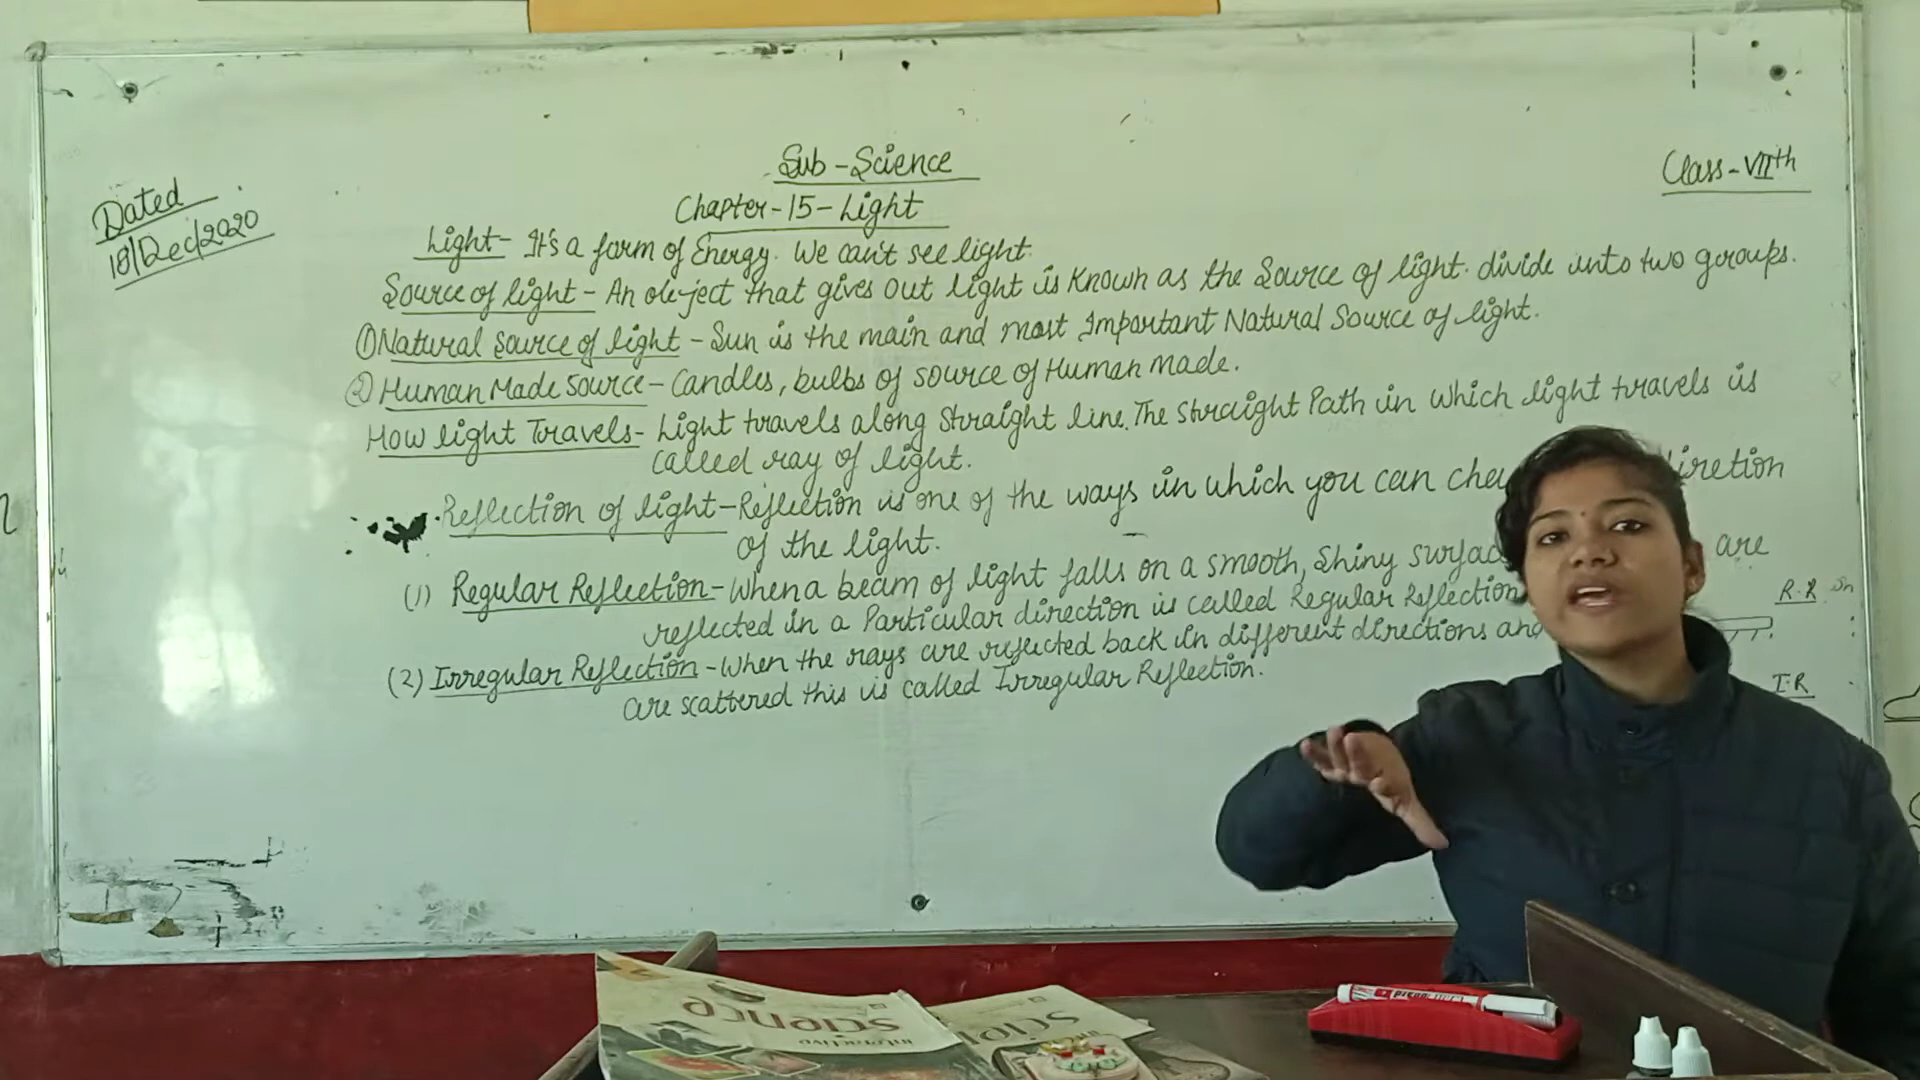 Sub-Science
Class-VIIth
Dated
18/Dec/2020
Chapter-15-Light
Light- It's a form of Energy. We can't see light.
Source of light- An object that gives out light is Known as the Source of light. divide into two groups.
① Natural source of light - Sun is the main and most Important Natural Source of light.
② Human Made Source- Candles, bulbs of source of Human made.
How light Travels- Light travels along Straight line. The Straight Path in which light travels is
called ray of light.
Reflection of light-Reflection is one of the ways in which you can diretion
of the light.
(1) Regular Reflection-When a beam of light falls on a smooth, Shiny are
reflected in a Particular direction is called Regular Reflection
R.R
(2) Irregular Reflection -When the rays are reflected back in different directions and
are scattered this is called Irregular Reflection.
I.R
science
interactive